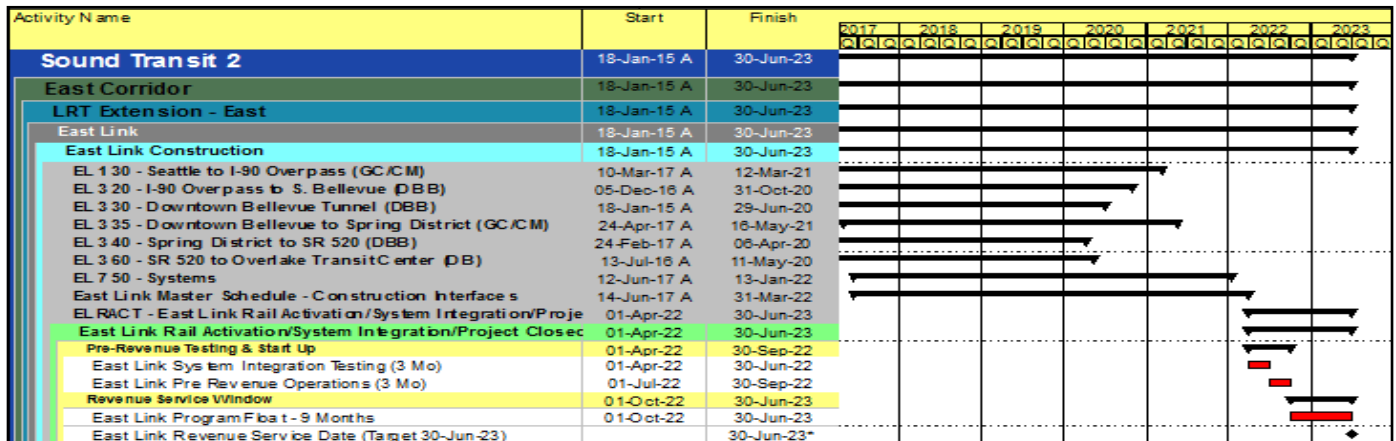 Activity Name Start Finish
2017 2018 2019 2020 2021 2022 2023
Q Q Q Q Q Q Q Q Q Q Q Q Q Q Q Q Q Q Q Q Q Q Q Q Q Q
Sound Transit 2 18-Jan-15 A 30-Jun-23
East Corridor 18-Jan-15 A 30-Jun-23
LRT Extension - East 18-Jan-15 A 30-Jun-23
East Link 18-Jan-15 A 30-Jun-23
East Link Construction 18-Jan-15 A 30-Jun-23
EL 130 - Seattle to I-90 Overpass (GC/CM) 10-Mar-17 A 12-Mar-21
EL 320 - I-90 Overpass to S. Bellevue (DBB) 05-Dec-16 A 31-Oct-20
EL 330 - Downtown Bellevue Tunnel (DBB) 18-Jan-15 A 29-Jun-20
EL 335 - Downtown Bellevue to Spring District (GC/CM) 24-Apr-17 A 16-May-21
EL 340 - Spring District to SR 520 (DBB) 24-Feb-17 A 06-Apr-20
EL 360 - SR 520 to Overlake Transit Center (DB) 13-Jul-16 A 11-May-20
EL 750 - Systems 12-Jun-17 A 13-Jan-22
East Link Master Schedule - Construction Interfaces 14-Jun-17 A 31-Mar-22
ELRACT - East Link Rail Activation/System Integration/Proje 01-Apr-22 30-Jun-23
East Link Rail Activation/System Integration/Project Closec 01-Apr-22 30-Jun-23
Pre-Revenue Testing & Start Up 01-Apr-22 30-Sep-22
East Link System Integration Testing (3 Mo) 01-Apr-22 30-Jun-22
East Link Pre Revenue Operations (3 Mo) 01-Jul-22 30-Sep-22
Revenue Service Window 01-Oct-22 30-Jun-23
East Link Program Float - 9 Months 01-Oct-22 30-Jun-23
East Link Revenue Service Date (Target 30-Jun-23) 30-Jun-23*